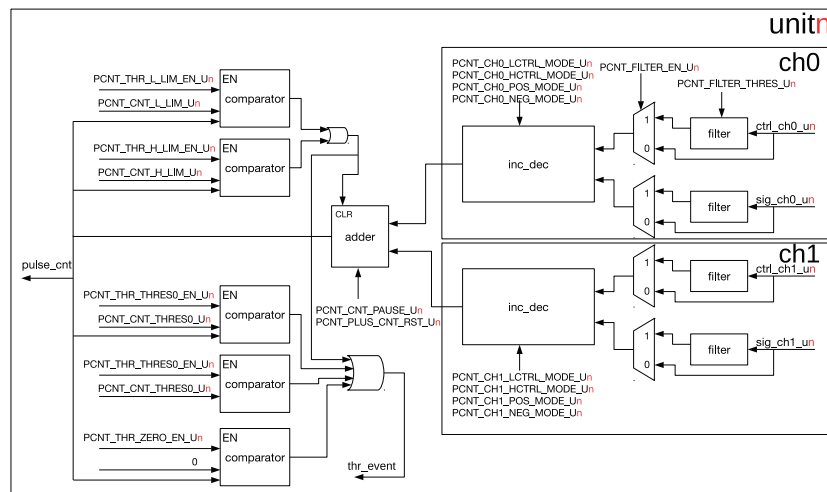 unitn
ch0
PCNT_CH0_LCTRL_MODE_Un
PCNT_CH0_HCTRL_MODE_Un
PCNT_CH0_POS_MODE_Un
PCNT_CH0_NEG_MODE_Un
PCNT_FILTER_EN_Un
PCNT_FILTER_THRES_Un
inc_dec
1
0
filter
ctrl_ch0_un
1
0
filter
sig_ch0_un
ch1
inc_dec
1
0
filter
ctrl_ch1_un
1
0
filter
sig_ch1_un
PCNT_CH1_LCTRL_MODE_Un
PCNT_CH1_HCTRL_MODE_Un
PCNT_CH1_POS_MODE_Un
PCNT_CH1_NEG_MODE_Un
PCNT_THR_L_LIM_EN_Un
PCNT_CNT_L_LIM_Un
EN
comparator
PCNT_THR_H_LIM_EN_Un
PCNT_CNT_H_LIM_Un
EN
comparator
CLR
adder
PCNT_CNT_PAUSE_Un
PCNT_PLUS_CNT_RST_Un
pulse_cnt
PCNT_THR_THRES0_EN_Un
PCNT_CNT_THRES0_Un
EN
comparator
PCNT_THR_THRES0_EN_Un
PCNT_CNT_THRES0_Un
EN
comparator
PCNT_THR_ZERO_EN_Un
0
EN
comparator
thr_event